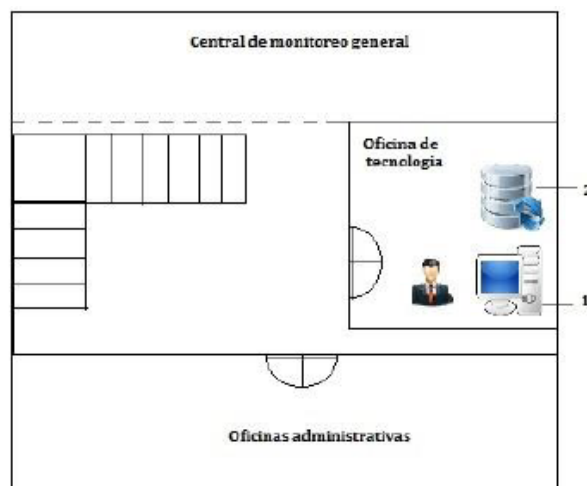 Central de monitoreo general
Oficina de
tecnologia
2
1
Oficinas administrativas